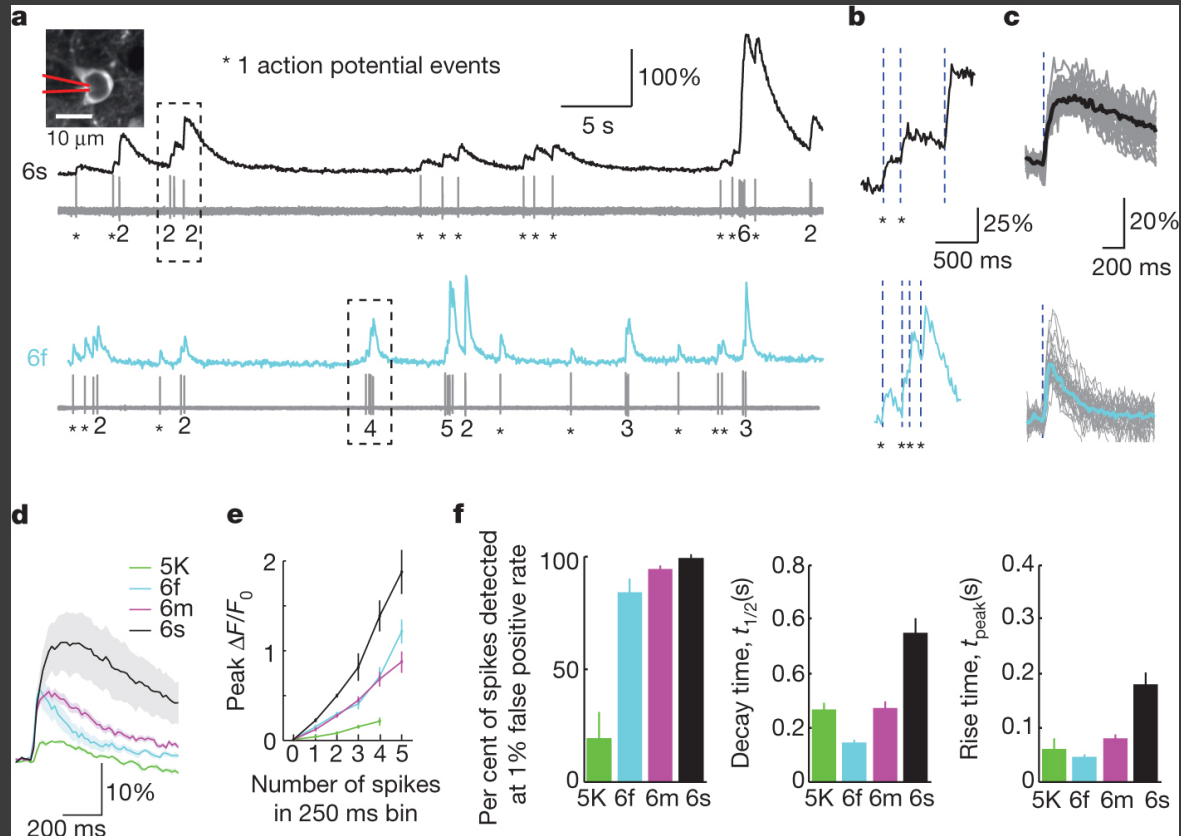 a
* 1 action potential events
100%
5 s
10 µm
6s
* * 2 2 2 * * * * * * * * 6 * 2
6f
* * * 2 * 2 4 5 2 * * 3 * * * 3
b
* *
25%
500 ms
* * * *
c
20%
200 ms
d
5K
6f
6m
6s
10%
200 ms
e
Peak ΔF/F0
2
1
0
0 1 2 3 4 5
Number of spikes
in 250 ms bin
f
Per cent of spikes detected
at 1% false positive rate
100
50
0
5K 6f 6m 6s
Decay time, t1/2(s)
0.8
0.6
0.6
0.2
0
5K 6f 6m 6s
Rise time, tpeak(s)
0.4
0.3
0.2
0.1
0
5K 6f 6m 6s